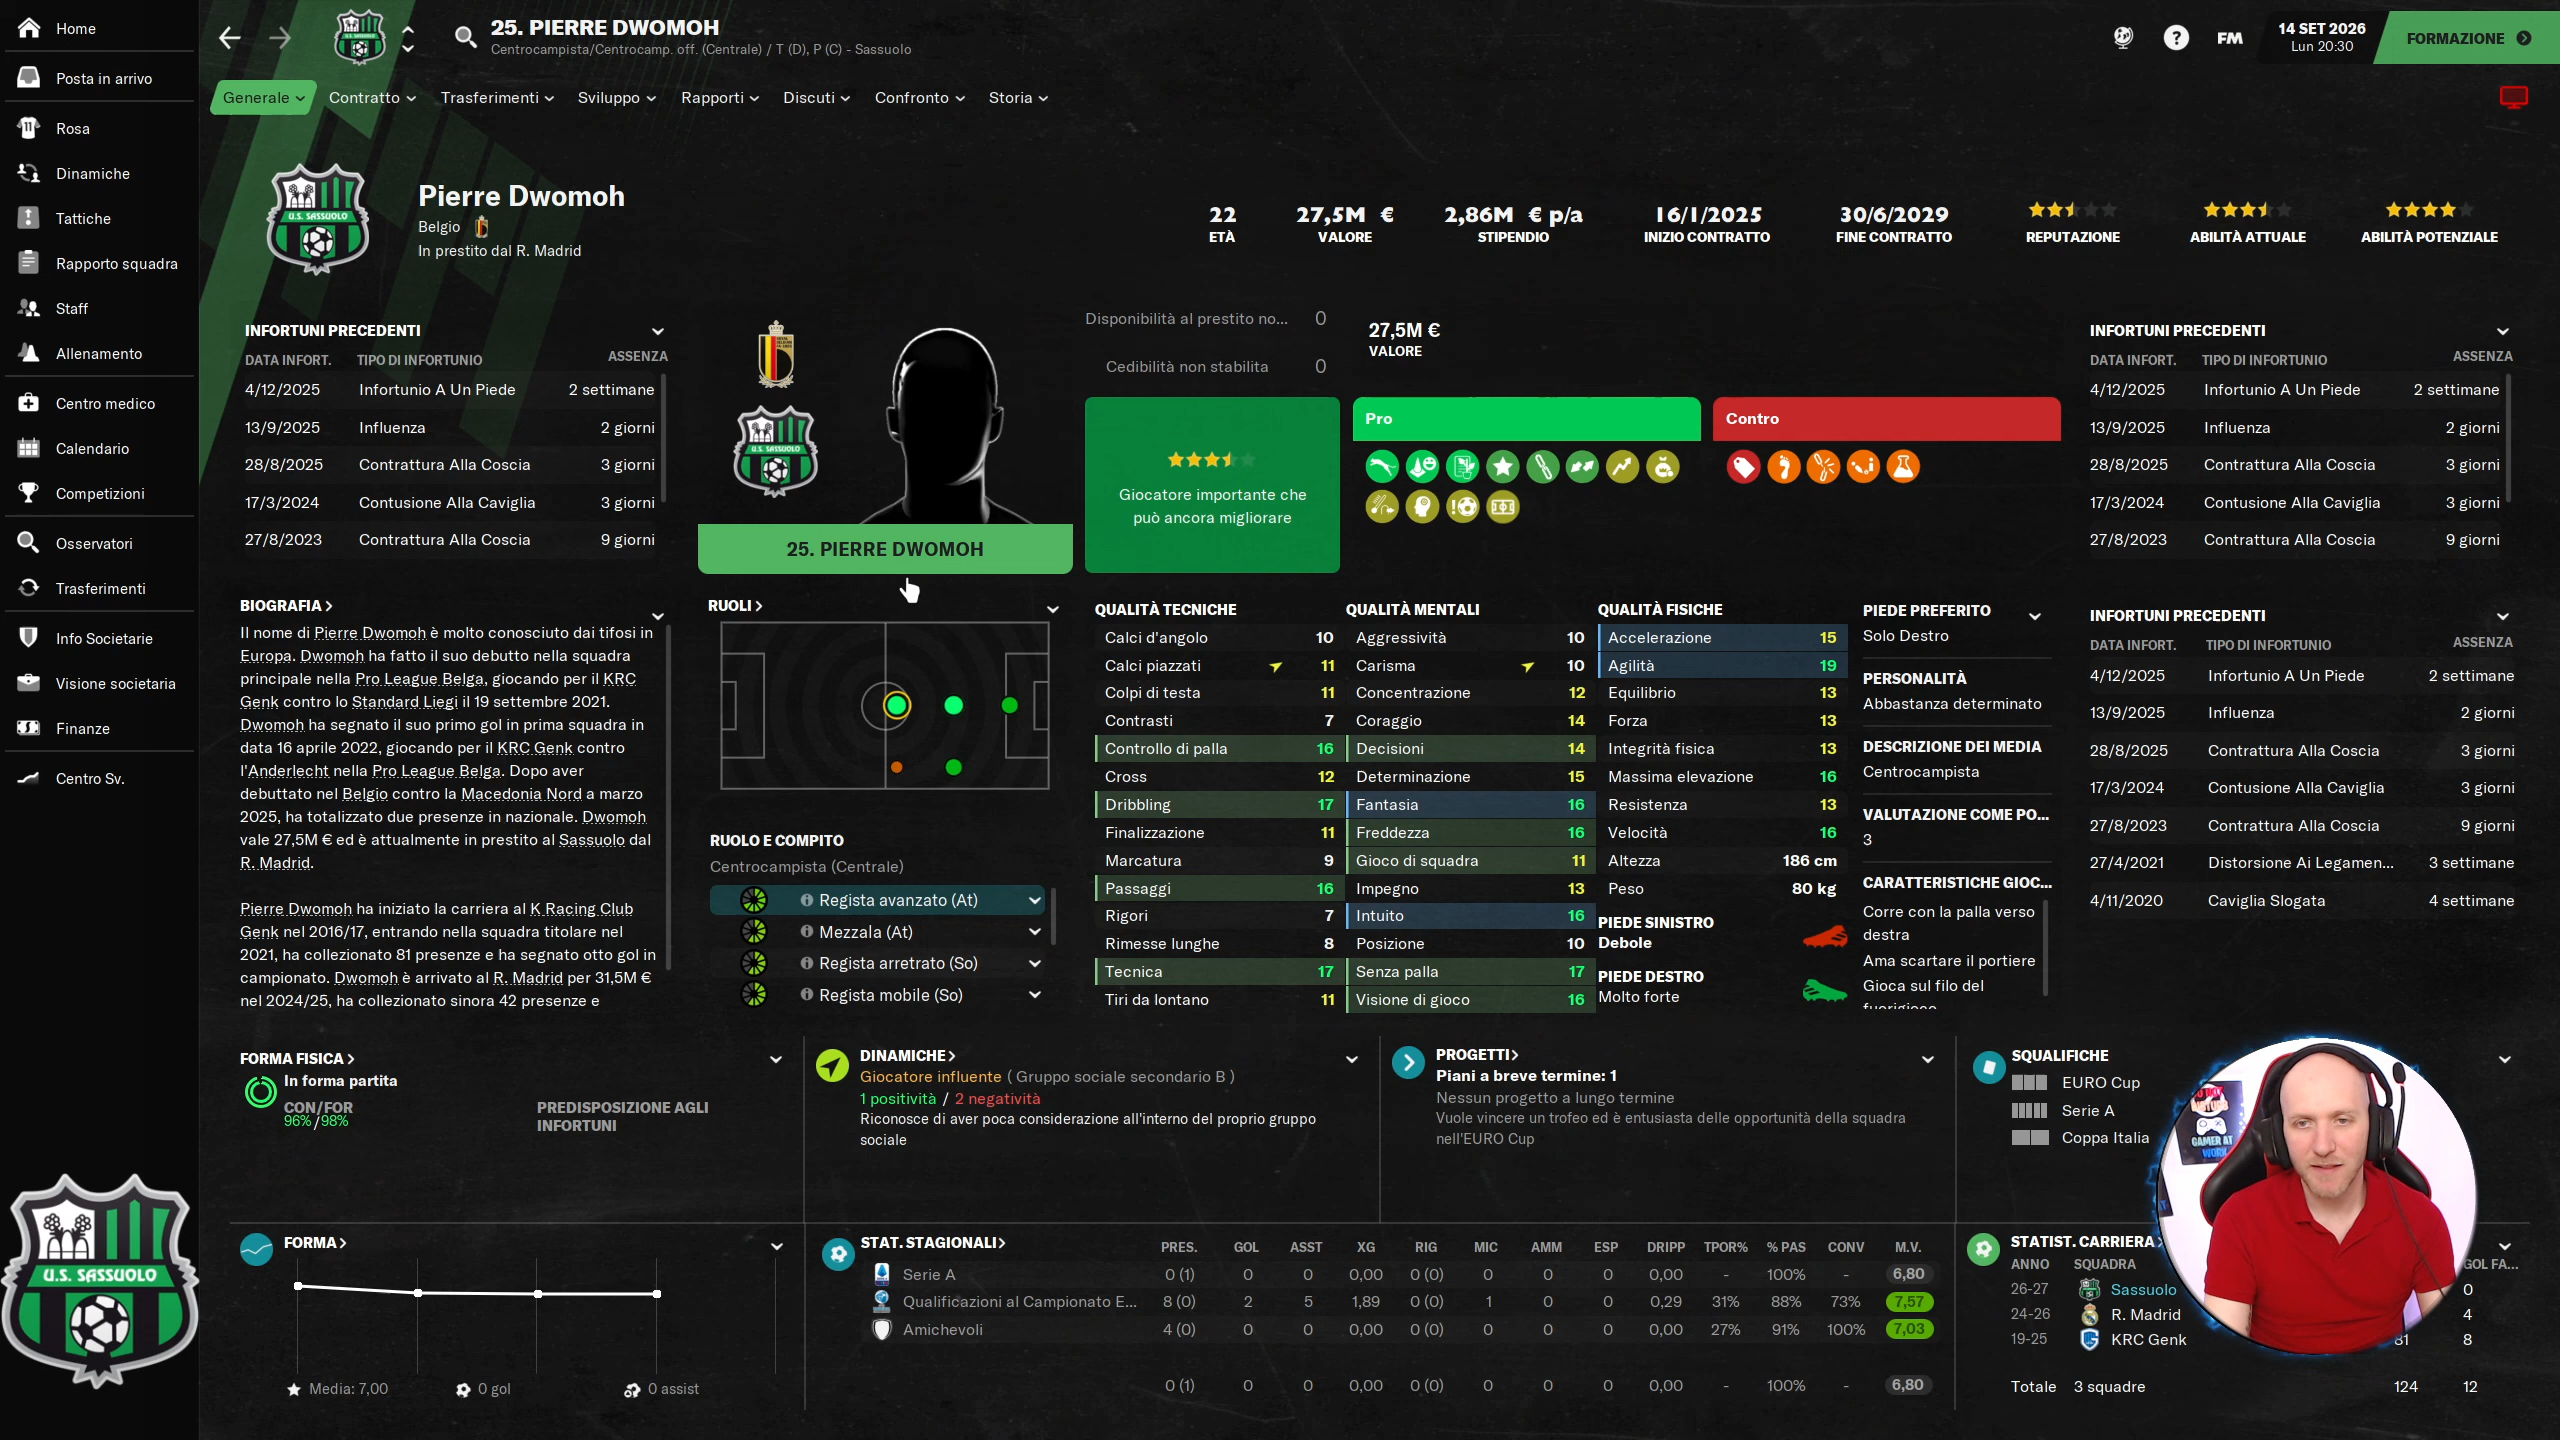 Home
Posta in arrivo
Rosa
Dinamiche
Tattiche
Rapporto squadra
Staff
Allenamento
Centro medico
Calendario
Competizioni
Osservatori
Trasferimenti
Info Societarie
Visione societaria
Finanze
Centro Sv.
25. PIERRE DWOMOH
Centrocampista/Centrocamp. off. (Centrale) / T (D), P (C) - Sassuolo
FM
14 SET 2026
Lun 20:30
FORMAZIONE
Generale
Contratto
Trasferimenti
Sviluppo
Rapporti
Discuti
Confronto
Storia
U.S. SASSUOLO
Pierre Dwomoh
Belgio
In prestito dal R. Madrid
22
ETÀ
27,5M €
VALORE
2,86M € p/a
STIPENDIO
16/1/2025
INIZIO CONTRATTO
30/6/2029
FINE CONTRATTO
REPUTAZIONE
ABILITÀ ATTUALE
ABILITÀ POTENZIALE
INFORTUNI PRECEDENTI
DATA INFORT. TIPO DI INFORTUNIO ASSENZA
4/12/2025 Infortunio A Un Piede 2 settimane
13/9/2025 Influenza 2 giorni
28/8/2025 Contrattura Alla Coscia 3 giorni
17/3/2024 Contusione Alla Caviglia 3 giorni
27/8/2023 Contrattura Alla Coscia 9 giorni
U.S. SASSUOLO
25. PIERRE DWOMOH
Disponibilità al prestito no... 0
Cedibilità non stabilita 0
27,5M €
VALORE
Giocatore importante che
può ancora migliorare
Pro
Contro
INFORTUNI PRECEDENTI
DATA INFORT. TIPO DI INFORTUNIO ASSENZA
4/12/2025 Infortunio A Un Piede 2 settimane
13/9/2025 Influenza 2 giorni
28/8/2025 Contrattura Alla Coscia 3 giorni
17/3/2024 Contusione Alla Caviglia 3 giorni
27/8/2023 Contrattura Alla Coscia 9 giorni
BIOGRAFIA
Il nome di Pierre Dwomoh è molto conosciuto dai tifosi in
Europa. Dwomoh ha fatto il suo debutto nella squadra
principale nella Pro League Belga, giocando per il KRC
Genk contro lo Standard Liegi il 19 settembre 2021.
Dwomoh ha segnato il suo primo gol in prima squadra in
data 16 aprile 2022, giocando per il KRC Genk contro
l'Anderlecht nella Pro League Belga. Dopo aver
debuttato nel Belgio contro la Macedonia Nord a marzo
2025, ha totalizzato due presenze in nazionale. Dwomoh
vale 27,5M € ed è attualmente in prestito al Sassuolo dal
R. Madrid.
Pierre Dwomoh ha iniziato la carriera al K Racing Club
Genk nel 2016/17, entrando nella squadra titolare nel
2021, ha collezionato 81 presenze e ha segnato otto gol in
campionato. Dwomoh è arrivato al R. Madrid per 31,5M €
nel 2024/25, ha collezionato sinora 42 presenze e
RUOLI
RUOLO E COMPITO
Centrocampista (Centrale)
Regista avanzato (At)
Mezzala (At)
Regista arretrato (So)
Regista mobile (So)
QUALITÀ TECNICHE
Calci d'angolo 10
Calci piazzati 11
Colpi di testa 11
Contrasti 7
Controllo di palla 16
Cross 12
Dribbling 17
Finalizzazione 11
Marcatura 9
Passaggi 16
Rigori 7
Rimesse lunghe 8
Tecnica 17
Tiri da lontano 11
QUALITÀ MENTALI
Aggressività 10
Carisma 10
Concentrazione 12
Coraggio 14
Decisioni 14
Determinazione 15
Fantasia 16
Freddezza 16
Gioco di squadra 11
Impegno 13
Intuito 16
Posizione 10
Senza palla 17
Visione di gioco 16
QUALITÀ FISICHE
Accelerazione 15
Agilità 19
Equilibrio 13
Forza 13
Integrità fisica 13
Massima elevazione 16
Resistenza 13
Velocità 16
Altezza 186 cm
Peso 80 kg
PIEDE SINISTRO
Debole
PIEDE DESTRO
Molto forte
PIEDE PREFERITO
Solo Destro
PERSONALITÀ
Abbastanza determinato
DESCRIZIONE DEI MEDIA
Centrocampista
VALUTAZIONE COME PO...
3
CARATTERISTICHE GIOC...
Corre con la palla verso
destra
Ama scartare il portiere
Gioca sul filo del
fuorigioco
INFORTUNI PRECEDENTI
DATA INFORT. TIPO DI INFORTUNIO ASSENZA
4/12/2025 Infortunio A Un Piede 2 settimane
13/9/2025 Influenza 2 giorni
28/8/2025 Contrattura Alla Coscia 3 giorni
17/3/2024 Contusione Alla Caviglia 3 giorni
27/8/2023 Contrattura Alla Coscia 9 giorni
27/4/2021 Distorsione Ai Legamen... 3 settimane
4/11/2020 Caviglia Slogata 4 settimane
FORMA FISICA
In forma partita
CON/FOR
96%/98%
PREDISPOSIZIONE AGLI
INFORTUNI
DINAMICHE
Giocatore influente ( Gruppo sociale secondario B )
1 positività / 2 negatività
Riconosce di aver poca considerazione all'interno del proprio gruppo
sociale
PROGETTI
Piani a breve termine: 1
Nessun progetto a lungo termine
Vuole vincere un trofeo ed è entusiasta delle opportunità della squadra
nell'EURO Cup
SQUALIFICHE
EURO Cup
Serie A
Coppa Italia
GAMER AT
WORK
U.S. SASSUOLO
FORMA
Media: 7,00
0 gol
0 assist
STAT. STAGIONALI PRES. GOL ASST XG RIG MIC AMM ESP DRIPP TPOR% % PAS CONV M.V.
Serie A 0 (1) 0 0 0,00 0 (0) 0 0 0 0,00 - 100% - 6,80
Qualificazioni al Campionato E... 8 (0) 2 5 1,89 0 (0) 1 0 0 0,29 31% 88% 73% 7,57
Amichevoli 4 (0) 0 0 0,00 0 (0) 0 0 0 0,00 27% 91% 100% 7,03
0 (1) 0 0 0,00 0 (0) 0 0 0 0,00 - 100% - 6,80
STATIST. CARRIERA
ANNO SQUADRA GOL FA...
26-27 Sassuolo 0
24-26 R. Madrid 4
19-25 KRC Genk 81 8
Totale 3 squadre 124 12